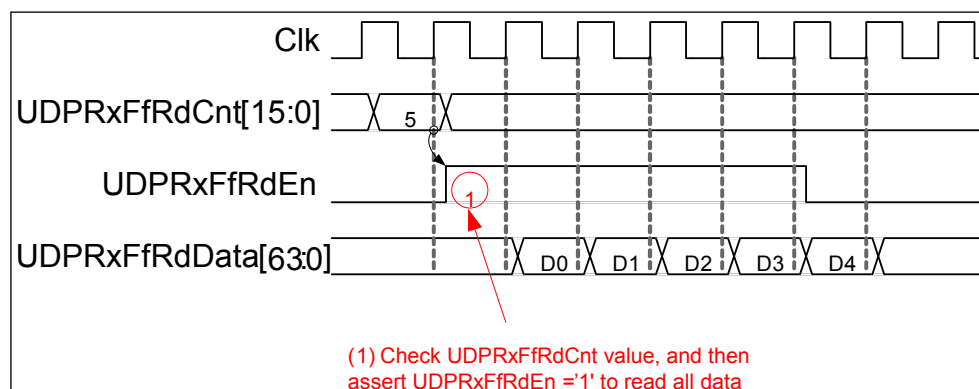 Clk
UDPRxFfRdCnt[15:0]
5
UDPRxFfRdEn
1
UDPRxFfRdData[63:0]
D0 D1 D2 D3 D4
(1) Check UDPRxFfRdCnt value, and then
assert UDPRxFfRdEn ='1' to read all data